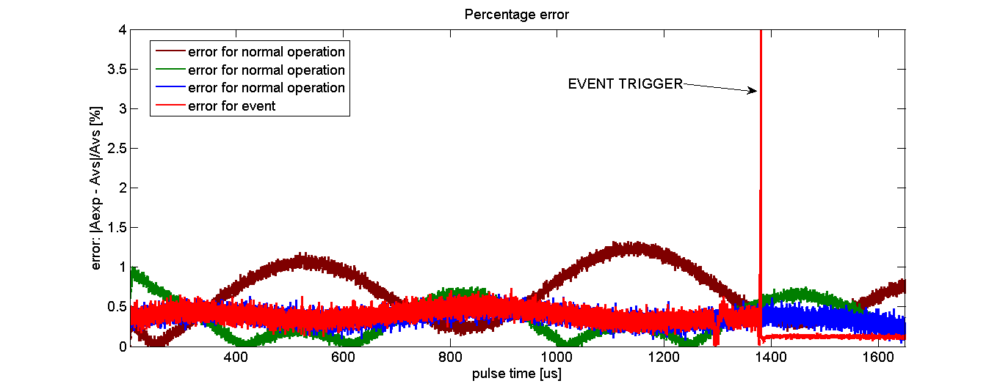 Percentage error
4
3.5
3
2.5
2
1.5
1
0.5
0
error: |Aexp - Avs|/Avs [%]
error for normal operation
error for normal operation
error for normal operation
error for event
EVENT TRIGGER
400
600
800
1000
1200
1400
1600
pulse time [us]